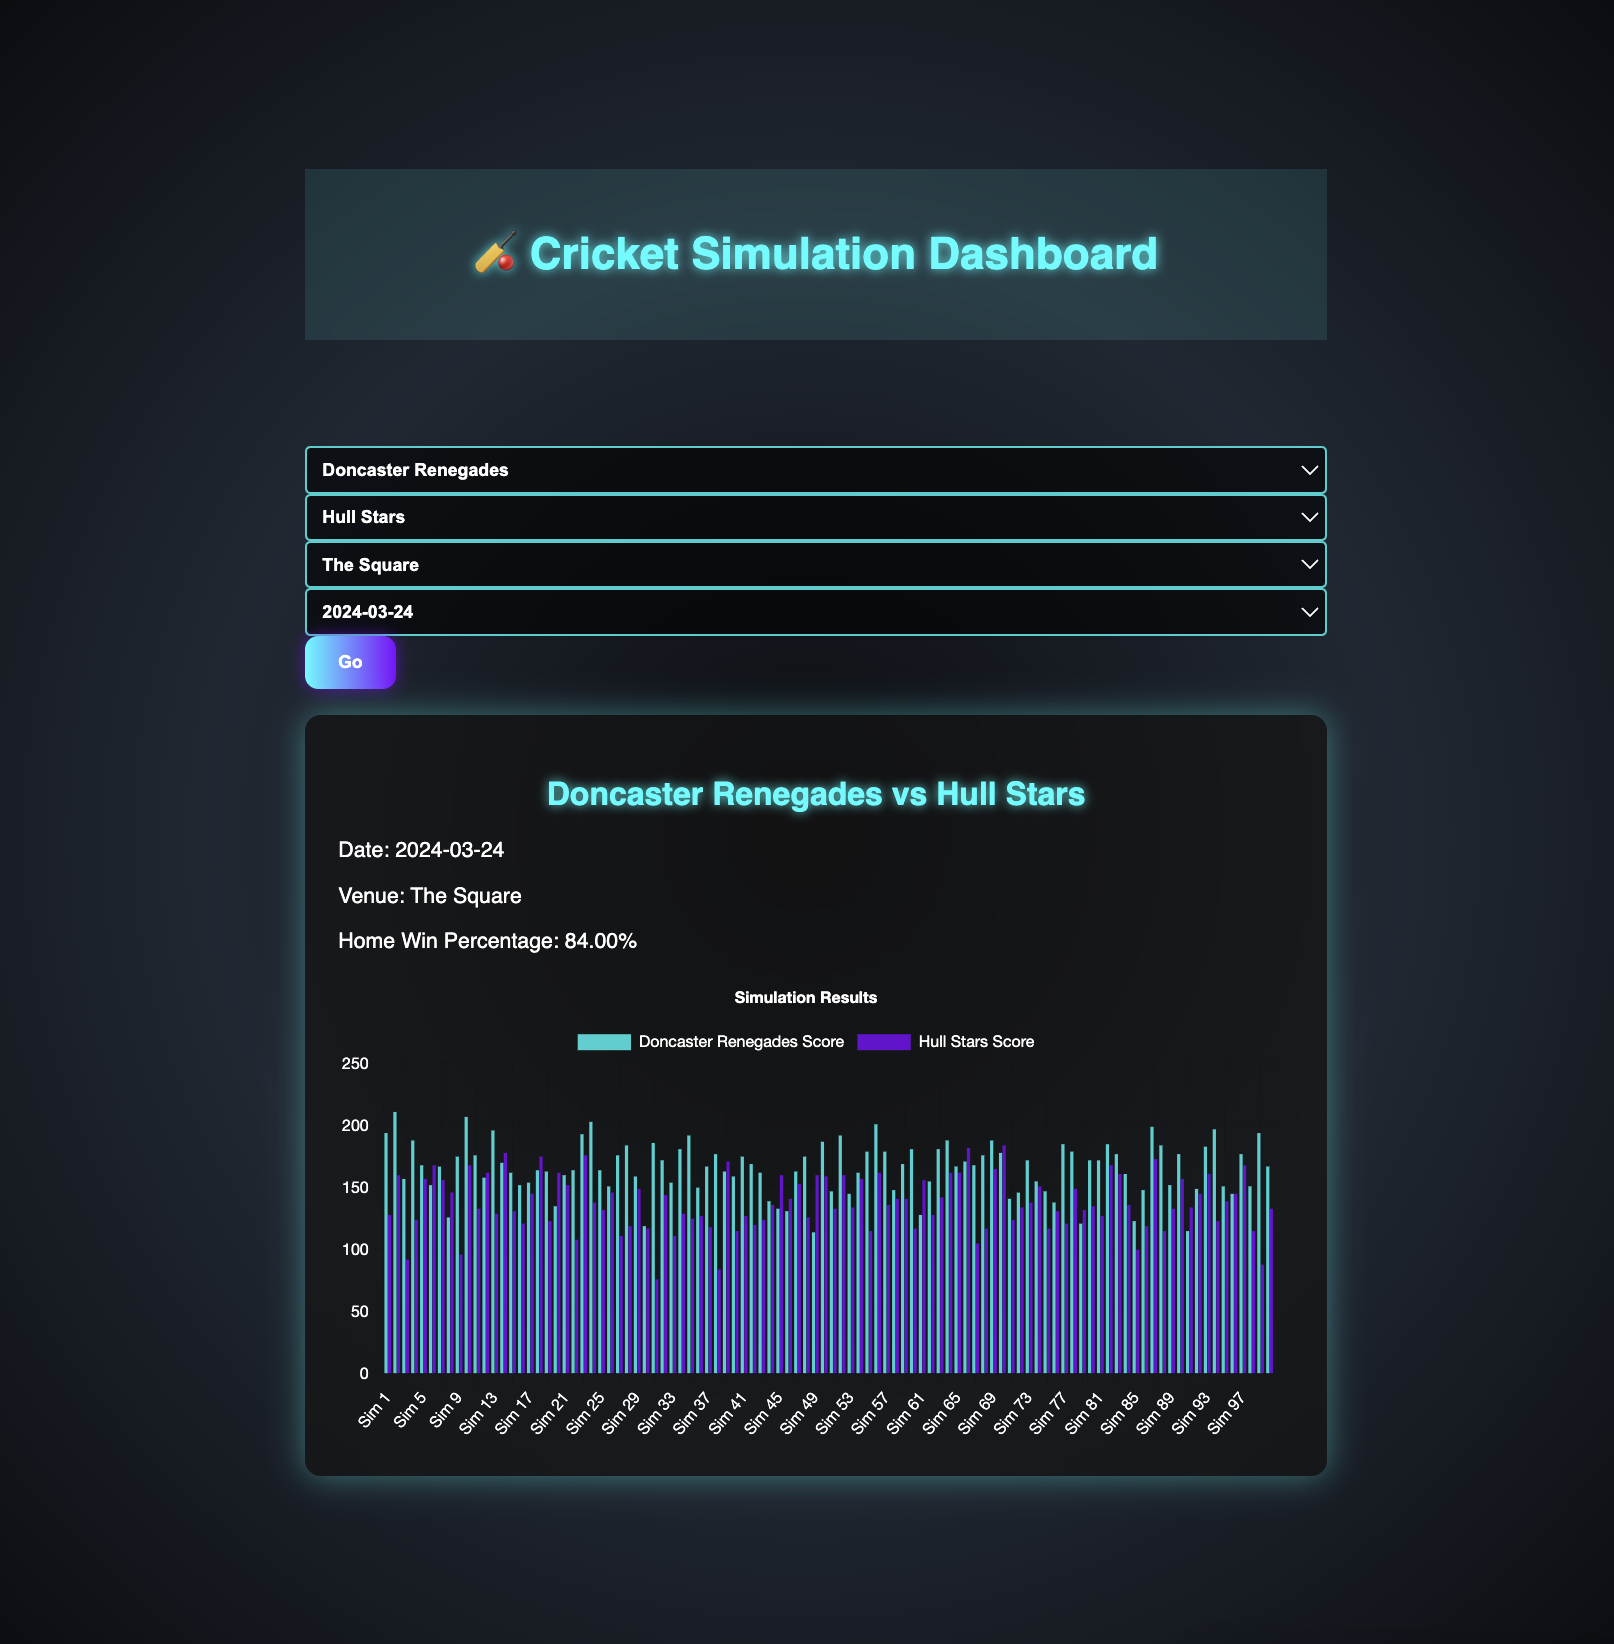 Cricket Simulation Dashboard
Doncaster Renegades
Hull Stars
The Square
2024-03-24
Go
Doncaster Renegades vs Hull Stars
Date: 2024-03-24
Venue: The Square
Home Win Percentage: 84.00%
Simulation Results
Doncaster Renegades Score Hull Stars Score
250
200
150
100
50
0
Sim 1 Sim 5 Sim 9 Sim 13 Sim 17 Sim 21 Sim 25 Sim 29 Sim 33 Sim 37 Sim 41 Sim 45 Sim 49 Sim 53 Sim 57 Sim 61 Sim 65 Sim 69 Sim 73 Sim 77 Sim 81 Sim 85 Sim 89 Sim 93 Sim 97